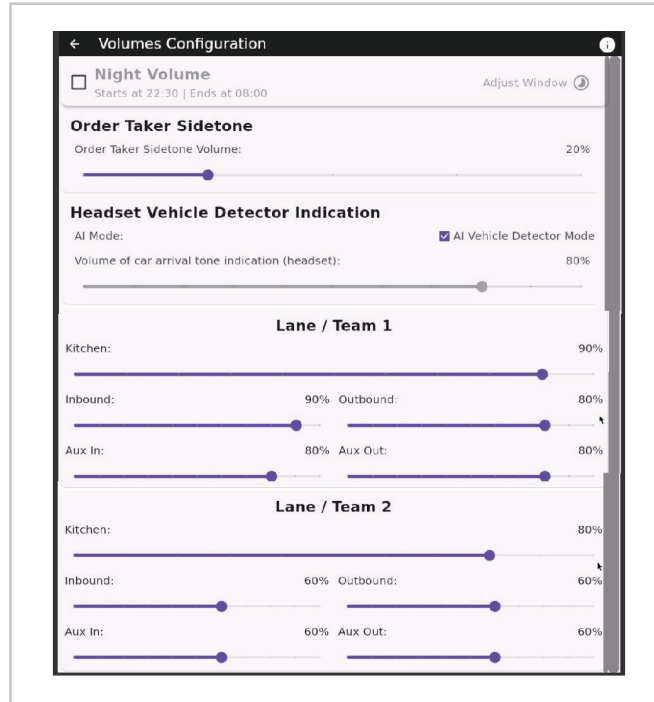 Volumes Configuration
Night Volume
Adjust Window
Starts at 22:30 | Ends at 08:00
Order Taker Sidetone
Order Taker Sidetone Volume: 20%
Headset Vehicle Detector Indication
AI Mode: AI Vehicle Detector Mode
Volume of car arrival tone indication (headset): 80%
Lane / Team 1
Kitchen: 90%
Inbound: 90% Outbound: 80%
Aux In: 80% Aux Out: 80%
Lane / Team 2
Kitchen: 80%
Inbound: 60% Outbound: 60%
Aux In: 60% Aux Out: 60%